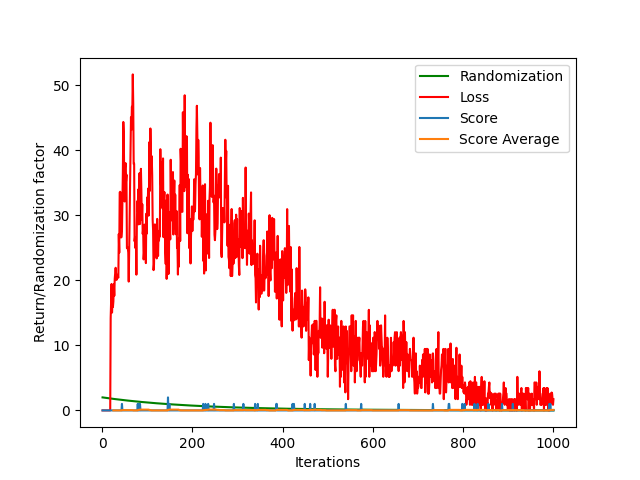 Randomization
Loss
Score
Score Average
50
40
30
20
10
0
Return/Randomization factor
0 200 400 600 800 1000
Iterations